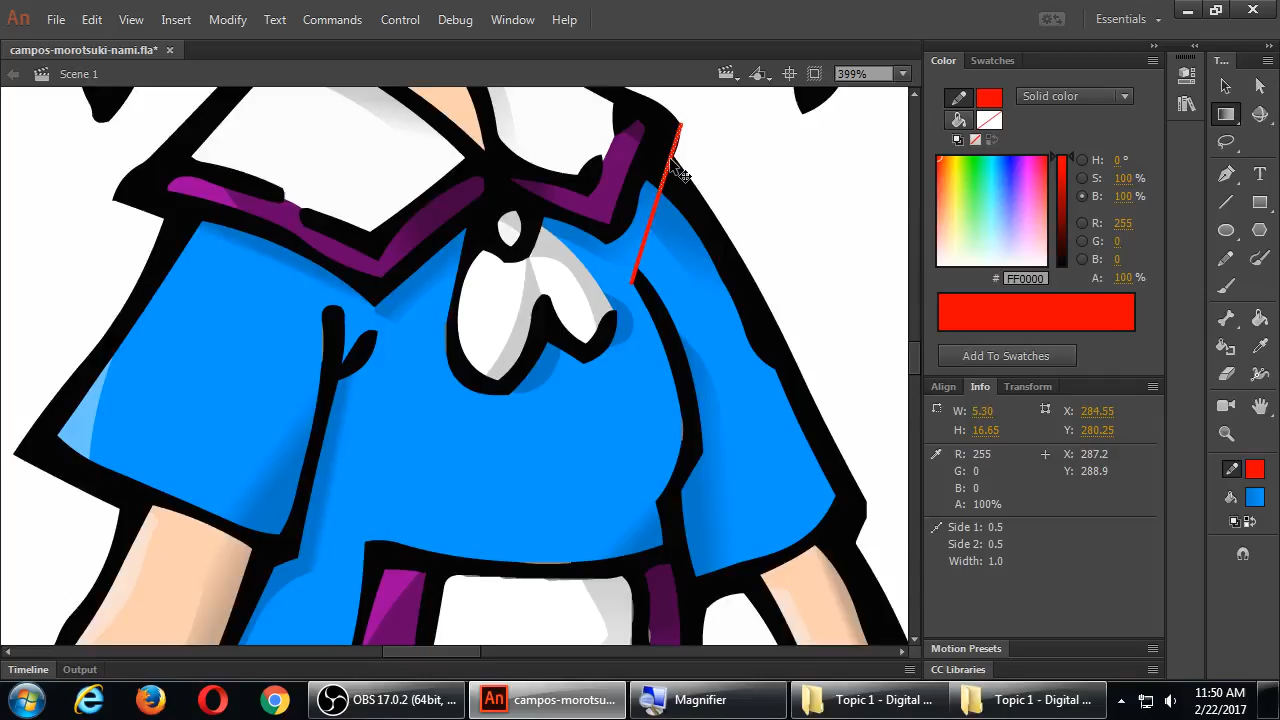 An File Edit View Insert Modify Text Commands Control Debug Window Help Essentials
campos-morotsuki-nami.fla* ×
Scene 1 399%
Color Swatches T...
Solid color
H: 0 °
S: 100 %
B: 100 %
R: 255
G: 0
B: 0
# FF0000 A: 100%
Add To Swatches
Align Info Transform
W: 5.30 X: 284.55
H: 16.65 Y: 280.25
R: 255 X: 287.2
G: 0 Y: 288.9
B: 0
A: 100%
Side 1: 0.5
Side 2: 0.5
Width: 1.0
Motion Presets
Timeline Output CC Libraries
OBS 17.0.2 (64bit, ... An campos-morotsu... Magnifier Topic 1 - Digital ... Topic 1 - Digital ... 11:50 AM
2/22/2017